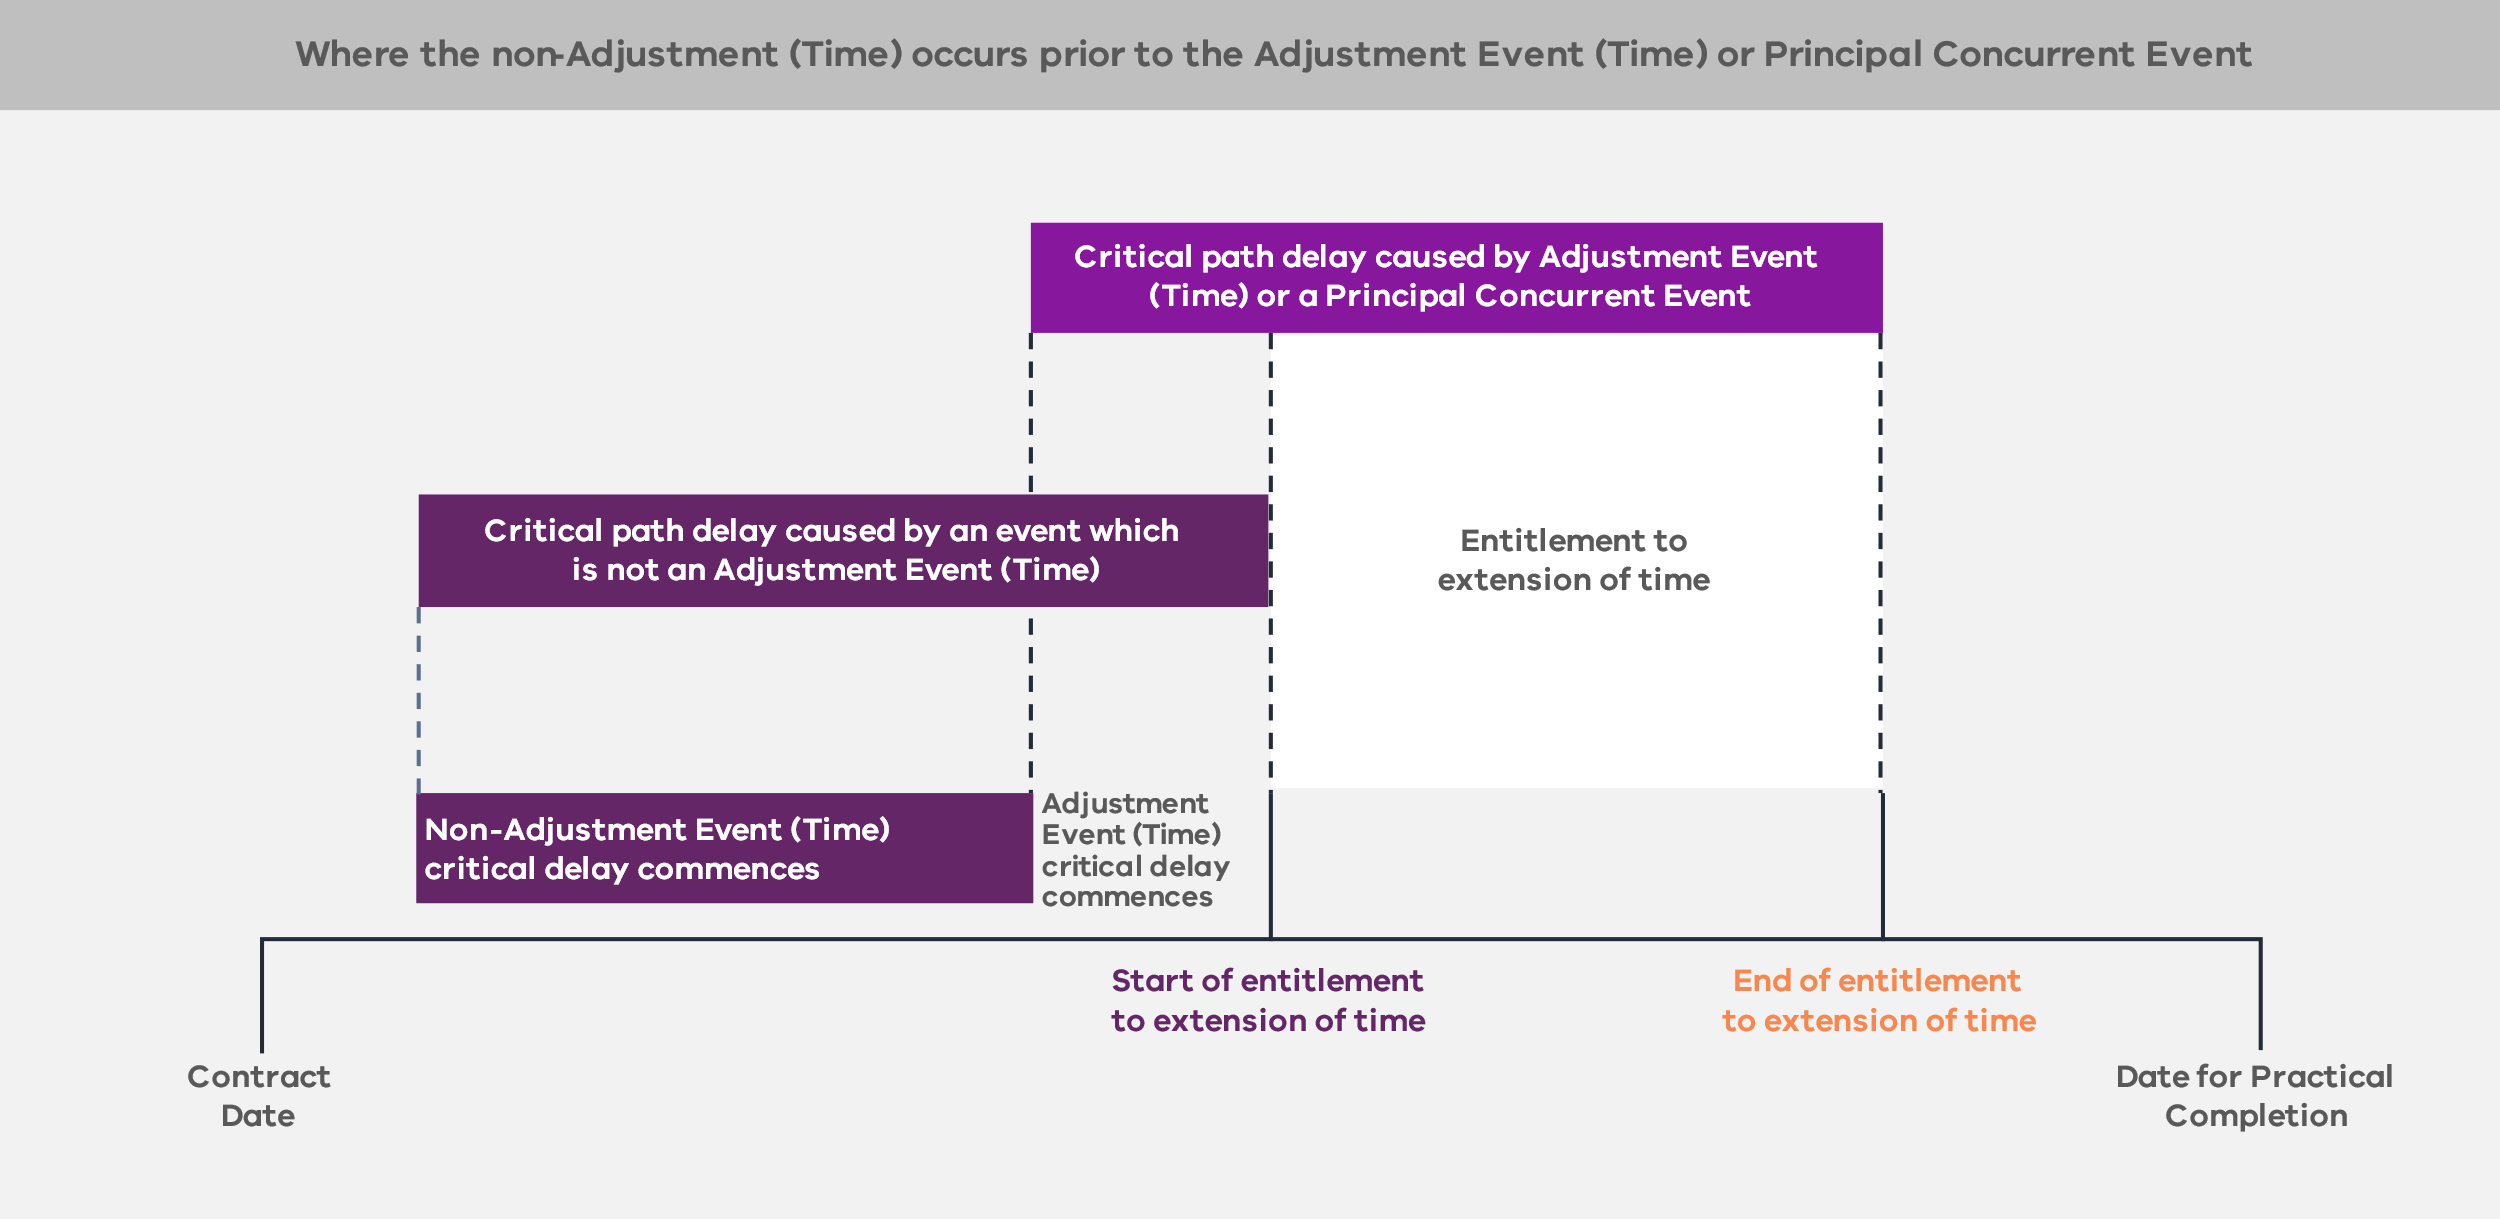 Where the non-Adjustment (Time) occurs prior to the Adjustment Event (Time) or Principal Concurrent Event
Critical path delay caused by Adjustment Event
(Time) or a Principal Concurrent Event
Critical path delay caused by an event which
is not an Adjustment Event (Time)
Entitlement to
extension of time
Non-Adjustment Event (Time)
critical delay commences
Adjustment
Event (Time)
critical delay
commences
Start of entitlement
to extension of time
End of entitlement
to extension of time
Contract
Date
Date for Practical
Completion